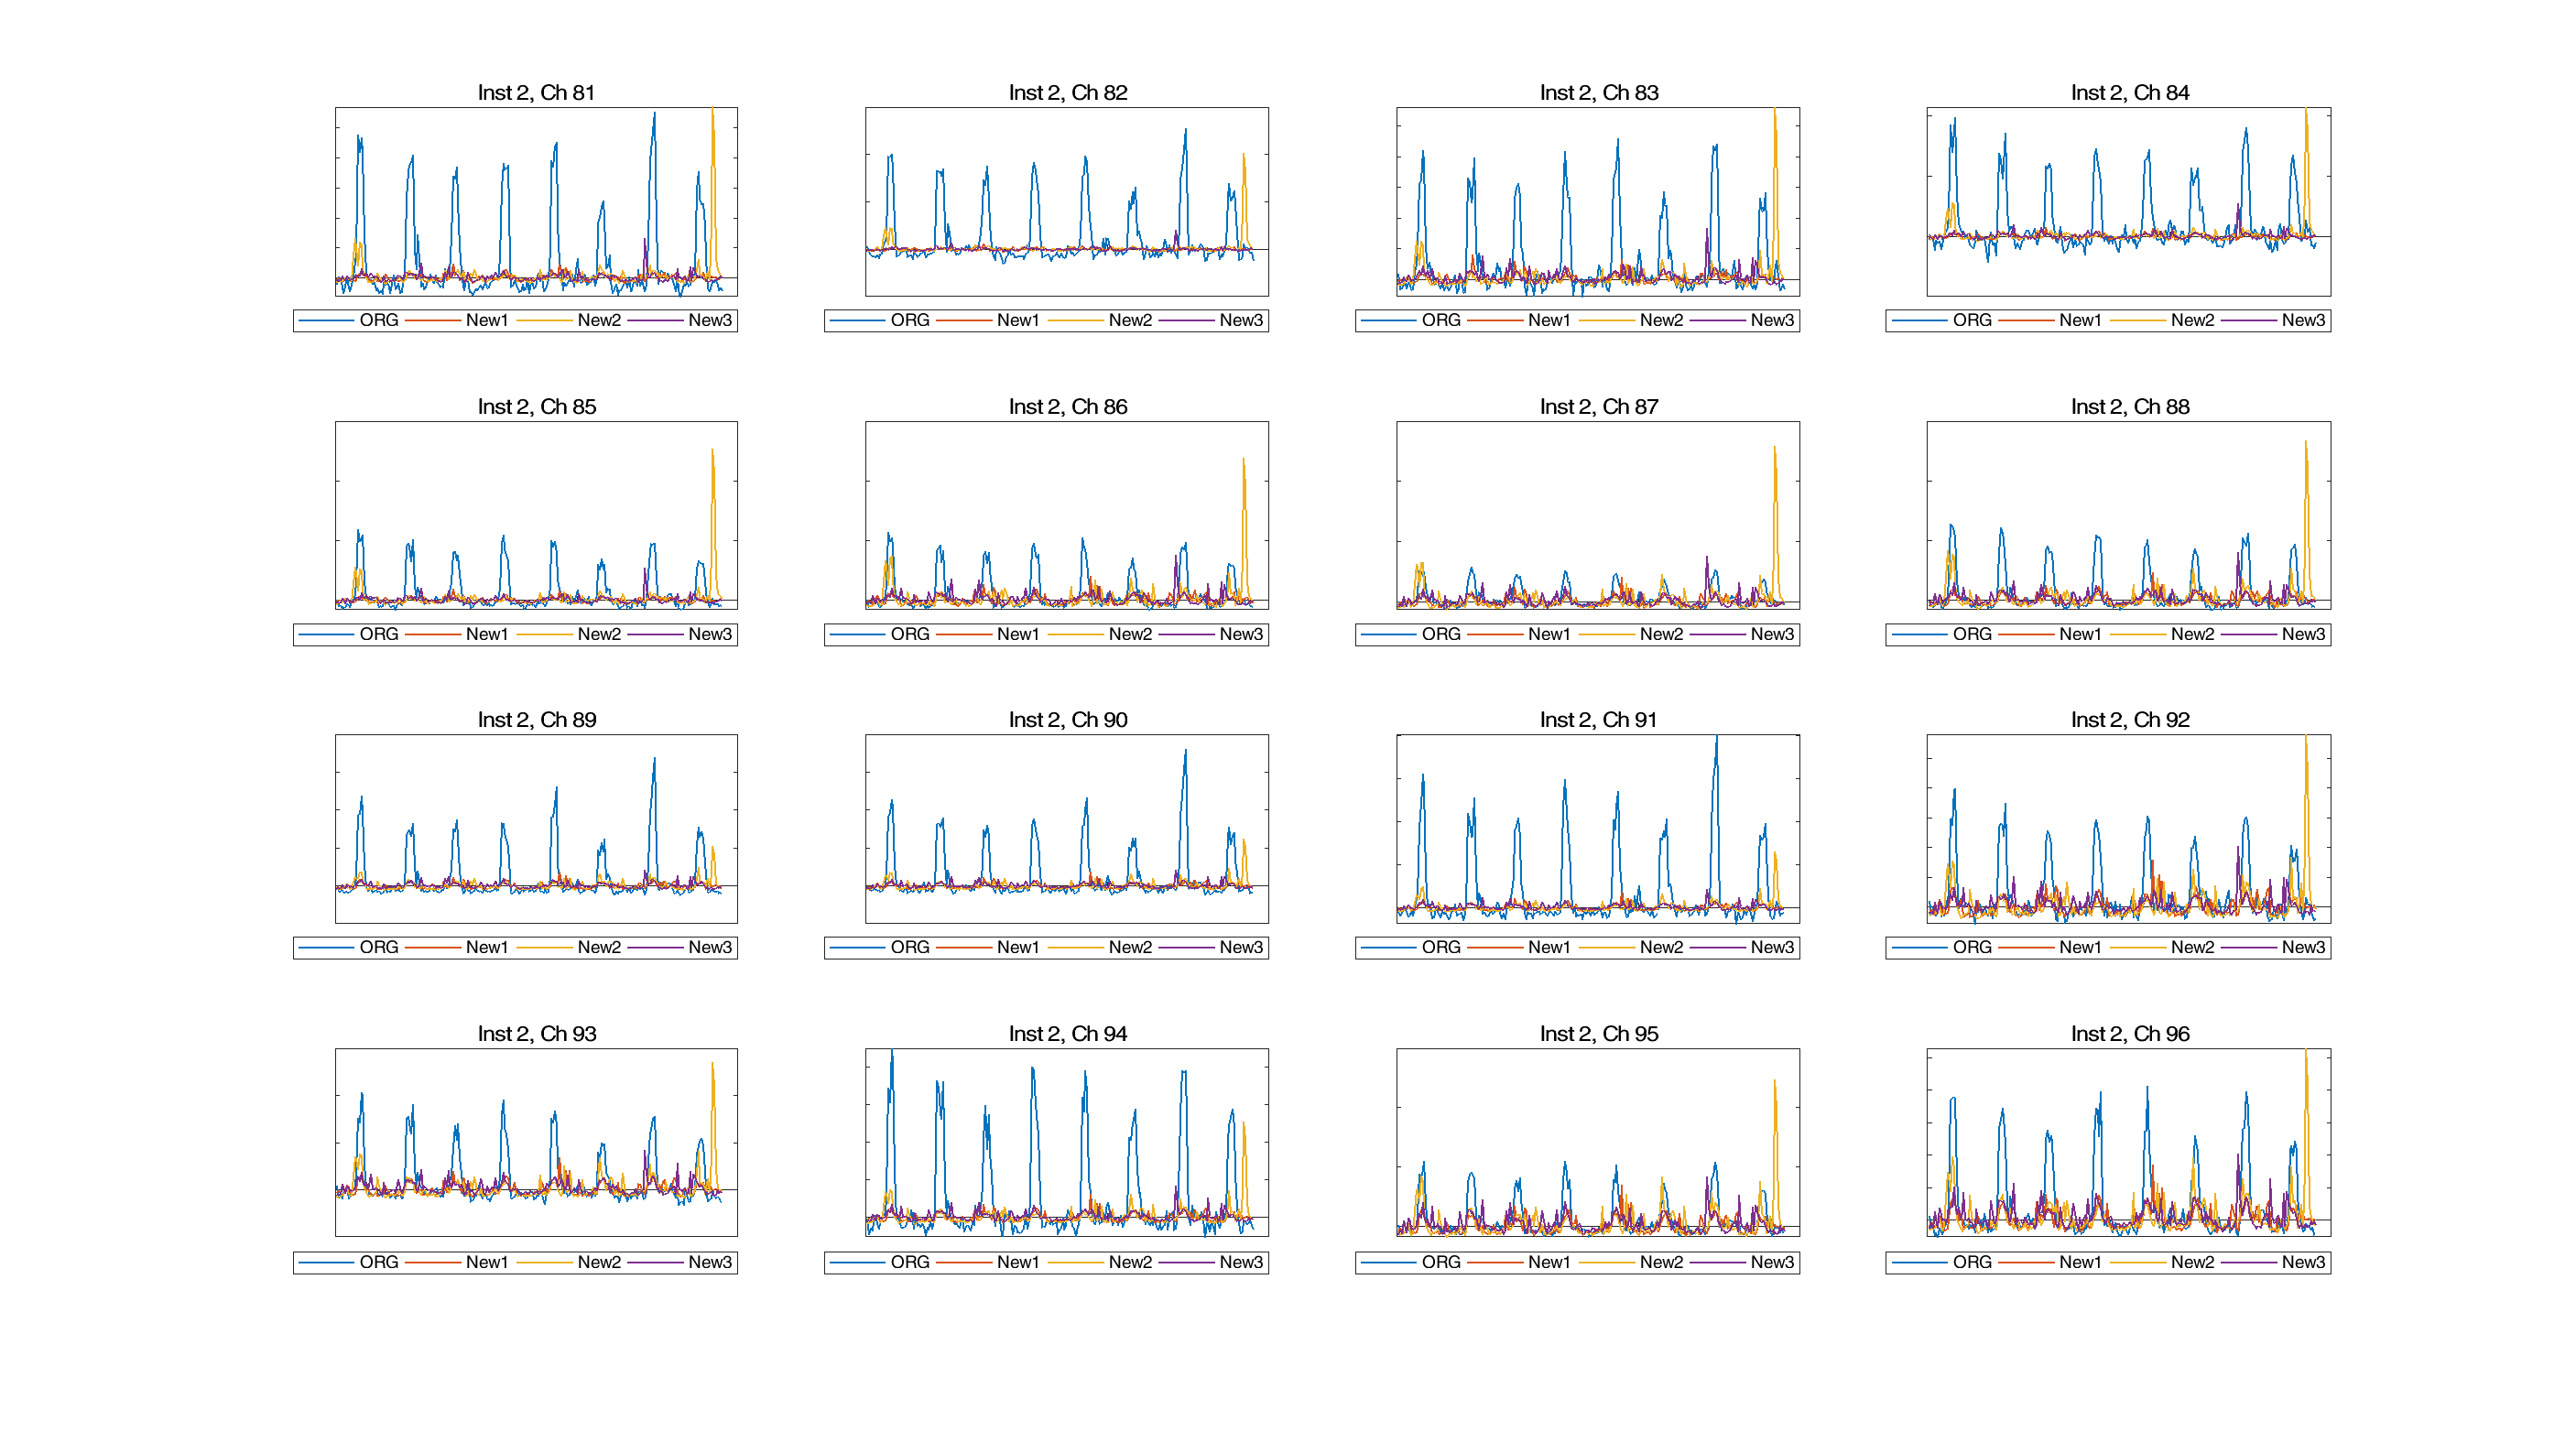 Inst 2, Ch 81
Inst 2, Ch 82
Inst 2, Ch 83
Inst 2, Ch 84
ORG New1 New2 New3
ORG New1 New2 New3
ORG New1 New2 New3
ORG New1 New2 New3
Inst 2, Ch 85
Inst 2, Ch 86
Inst 2, Ch 87
Inst 2, Ch 88
ORG New1 New2 New3
ORG New1 New2 New3
ORG New1 New2 New3
ORG New1 New2 New3
Inst 2, Ch 89
Inst 2, Ch 90
Inst 2, Ch 91
Inst 2, Ch 92
ORG New1 New2 New3
ORG New1 New2 New3
ORG New1 New2 New3
ORG New1 New2 New3
Inst 2, Ch 93
Inst 2, Ch 94
Inst 2, Ch 95
Inst 2, Ch 96
ORG New1 New2 New3
ORG New1 New2 New3
ORG New1 New2 New3
ORG New1 New2 New3